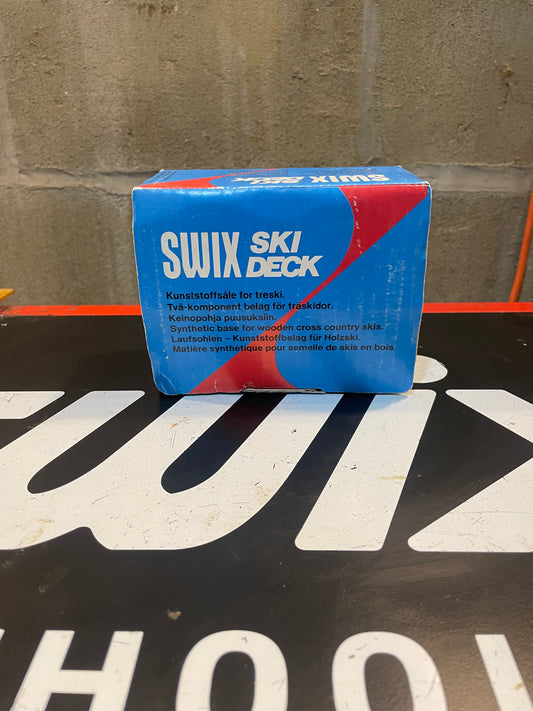 SWIX SKI DECK
SWIX SKI
DECK
Kunststoffsåle for treski.
Två-komponent belag för träskidor.
Keinopohja puusuksiin.
Synthetic base for wooden cross country skis.
Laufsohlen – Kunststoffbelag für Holzski.
Matière synthétique pour semelle de skis en bois.
swix
HOOL